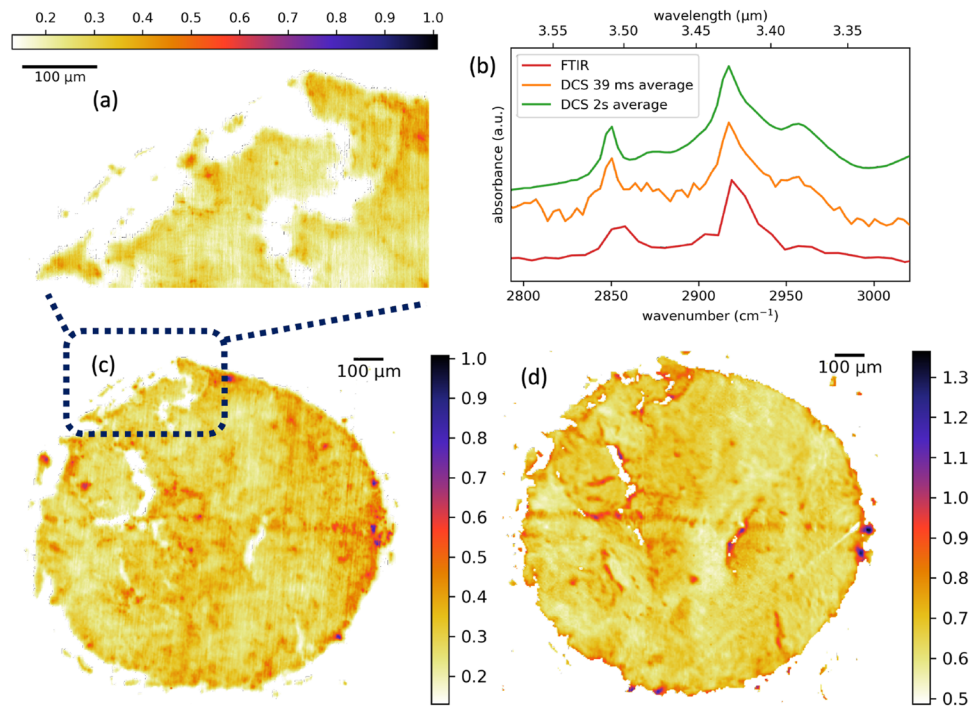 0.2 0.3 0.4 0.5 0.6 0.7 0.8 0.9 1.0
100 μm
(a)
wavelength (μm)
3.55 3.50 3.43 3.40 3.38 3.35
(b)
FTIR
DCS 39 ms average
DCS 2s average
absorbance (a.u.)
2800 2850 2900 2950 3000
wavenumber (cm⁻¹)
(c)
100 μm
1.0
0.9
0.8
0.7
0.6
0.5
0.4
0.3
0.2
(d)
100 μm
1.3
1.2
1.1
1.0
0.9
0.8
0.7
0.6
0.5